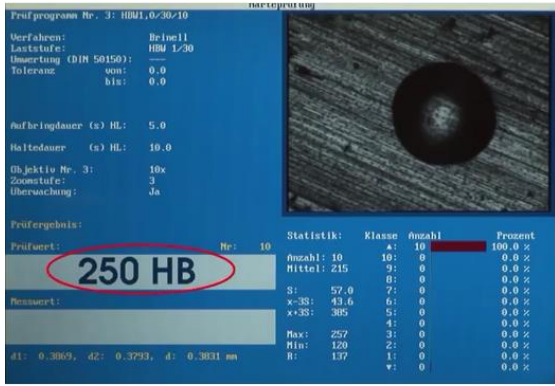 Härteprüfung
Prüfprogramm Nr. 3: HBW1,0/30/10
Verfahren: Brinell
Laststufe: HBW 1/30
Umwertung (DIN 50150): ---
Toleranz von: 0.0
bis: 0.0
Aufbringdauer (s) HL: 5.0
Haltedauer (s) HL: 10.0
Objektiv Nr. 3: 10x
Zoomstufe: 3
Überwachung: Ja
Prüfergebnis:
Prüfwert: Nr: 10
250 HB
Messwert:
d1: 0.3869, d2: 0.3793, d: 0.3831 mm
Statistik: Klasse Anzahl Prozent
▲: 10 100.0 %
Anzahl: 10 10: 0 0.0 %
Mittel: 215 9: 0 0.0 %
8: 0 0.0 %
S: 57.0 7: 0 0.0 %
x-3S: 43.6 6: 0 0.0 %
x+3S: 385 5: 0 0.0 %
4: 0 0.0 %
Max: 257 3: 0 0.0 %
Min: 120 2: 0 0.0 %
R: 137 1: 0 0.0 %
▼: 0 0.0 %